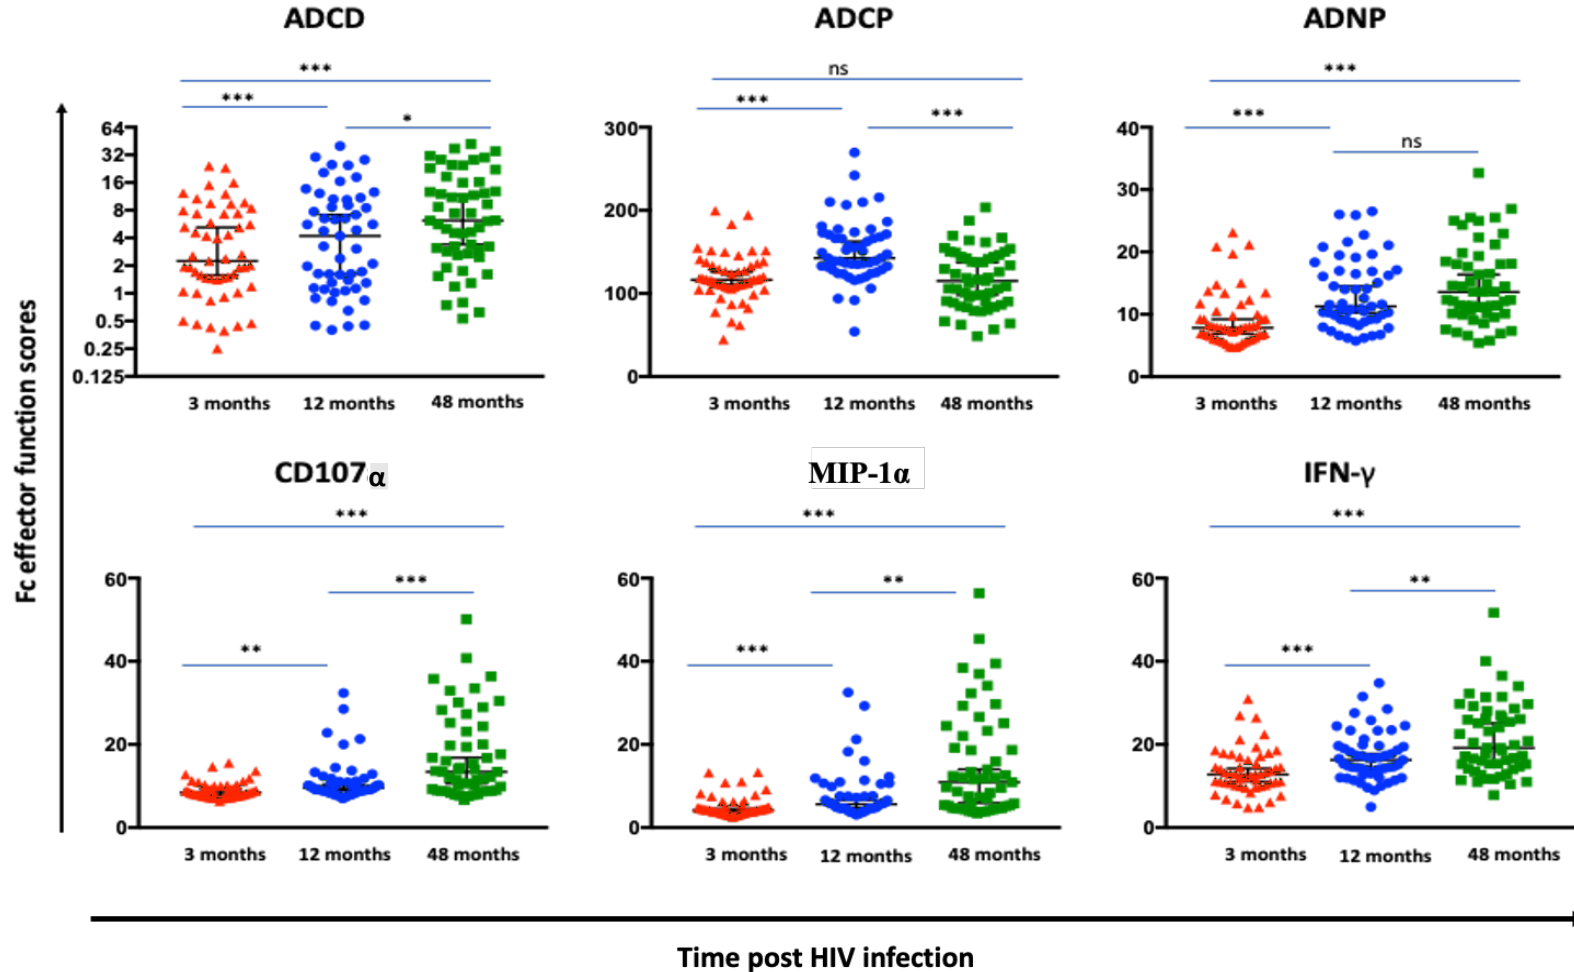 ADCD
ADCP
ADNP
***
***
*
ns
***
***
***
***
ns
64
32
16
8
4
2
1
0.5
0.25
0.125
300
200
100
0
40
30
20
10
0
3 months 12 months 48 months
3 months 12 months 48 months
3 months 12 months 48 months
Fc effector function scores
CD107α
MIP-1α
IFN-γ
***
***
**
***
**
***
***
**
***
60
40
20
0
60
40
20
0
60
40
20
0
3 months 12 months 48 months
3 months 12 months 48 months
3 months 12 months 48 months
Time post HIV infection